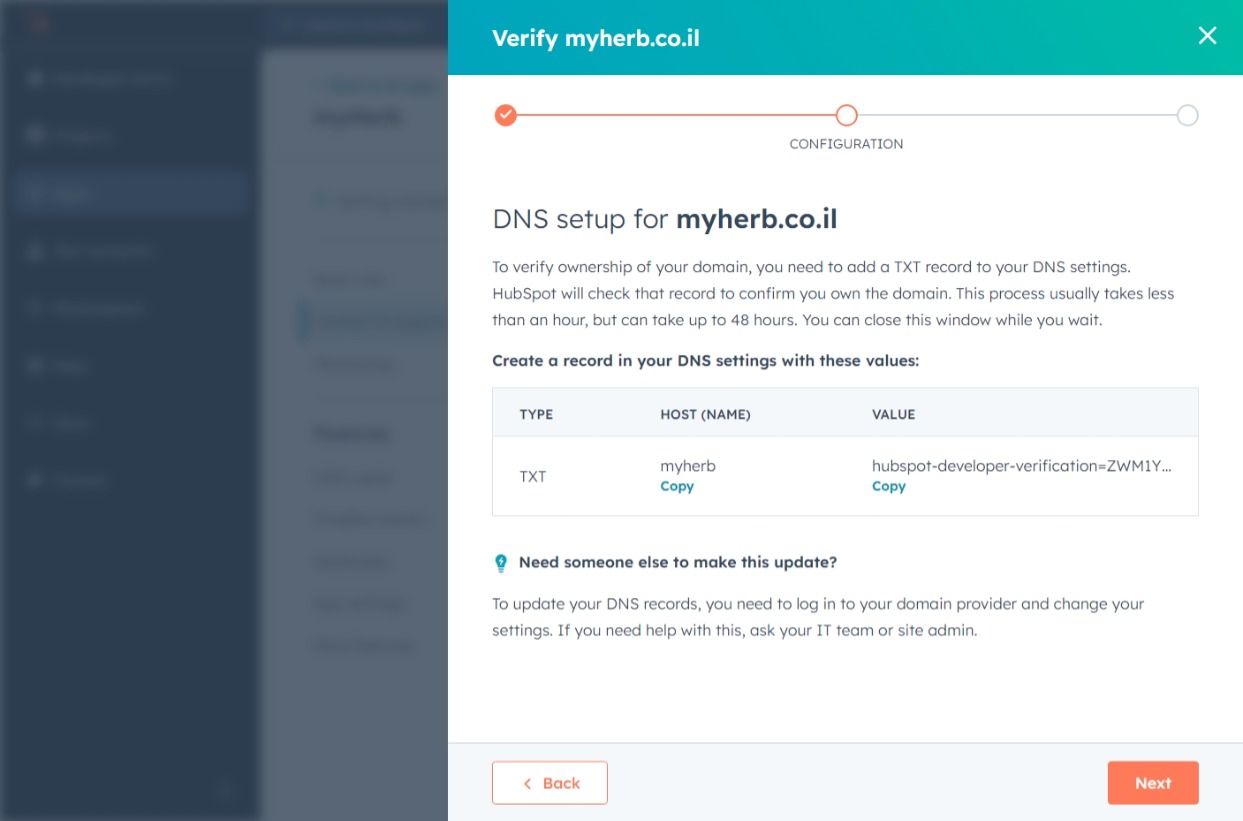 Verify myherb.co.il
CONFIGURATION
DNS setup for myherb.co.il
To verify ownership of your domain, you need to add a TXT record to your DNS settings.
HubSpot will check that record to confirm you own the domain. This process usually takes less
than an hour, but can take up to 48 hours. You can close this window while you wait.
Create a record in your DNS settings with these values:
TYPE HOST (NAME) VALUE
TXT myherb hubspot-developer-verification=ZWM1Y...
Copy Copy
Need someone else to make this update?
To update your DNS records, you need to log in to your domain provider and change your
settings. If you need help with this, ask your IT team or site admin.
Back Next